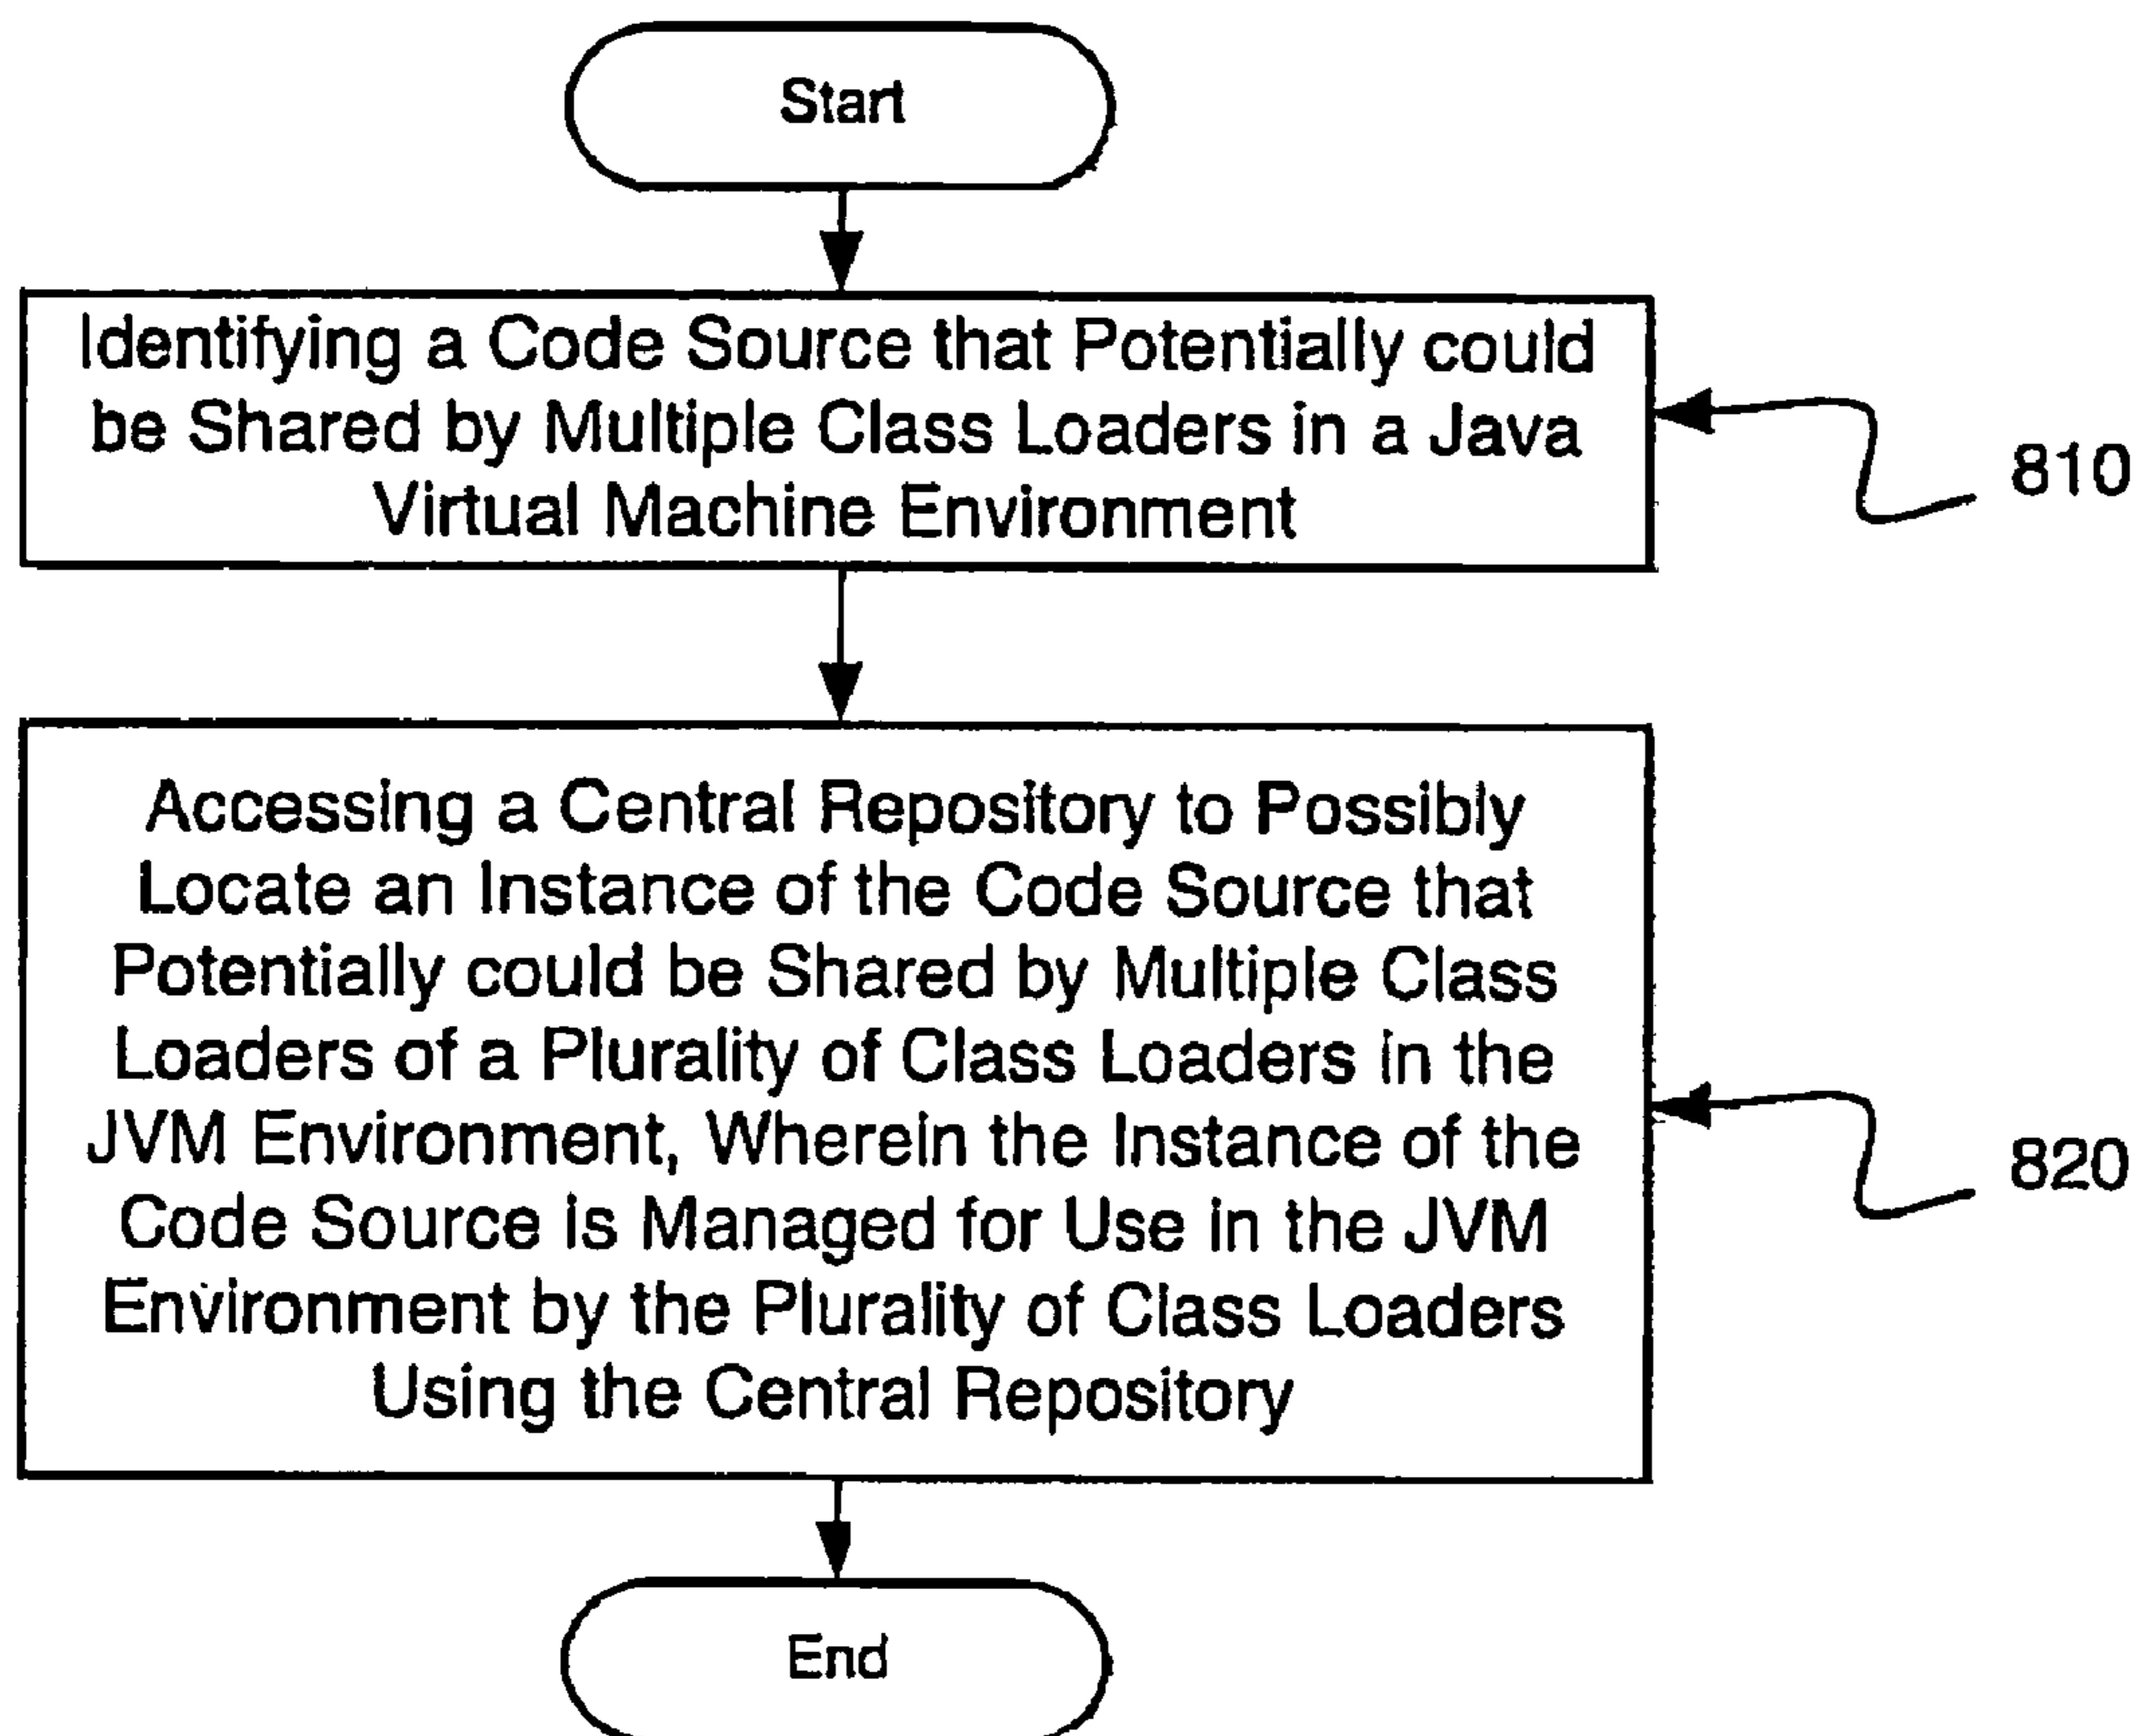 Start
Identifying a Code Source that Potentially could
be Shared by Multiple Class Loaders in a Java
Virtual Machine Environment
810
Accessing a Central Repository to Possibly
Locate an Instance of the Code Source that
Potentially could be Shared by Multiple Class
Loaders of a Plurality of Class Loaders in the
JVM Environment, Wherein the Instance of the
Code Source is Managed for Use in the JVM
Environment by the Plurality of Class Loaders
Using the Central Repository
820
End